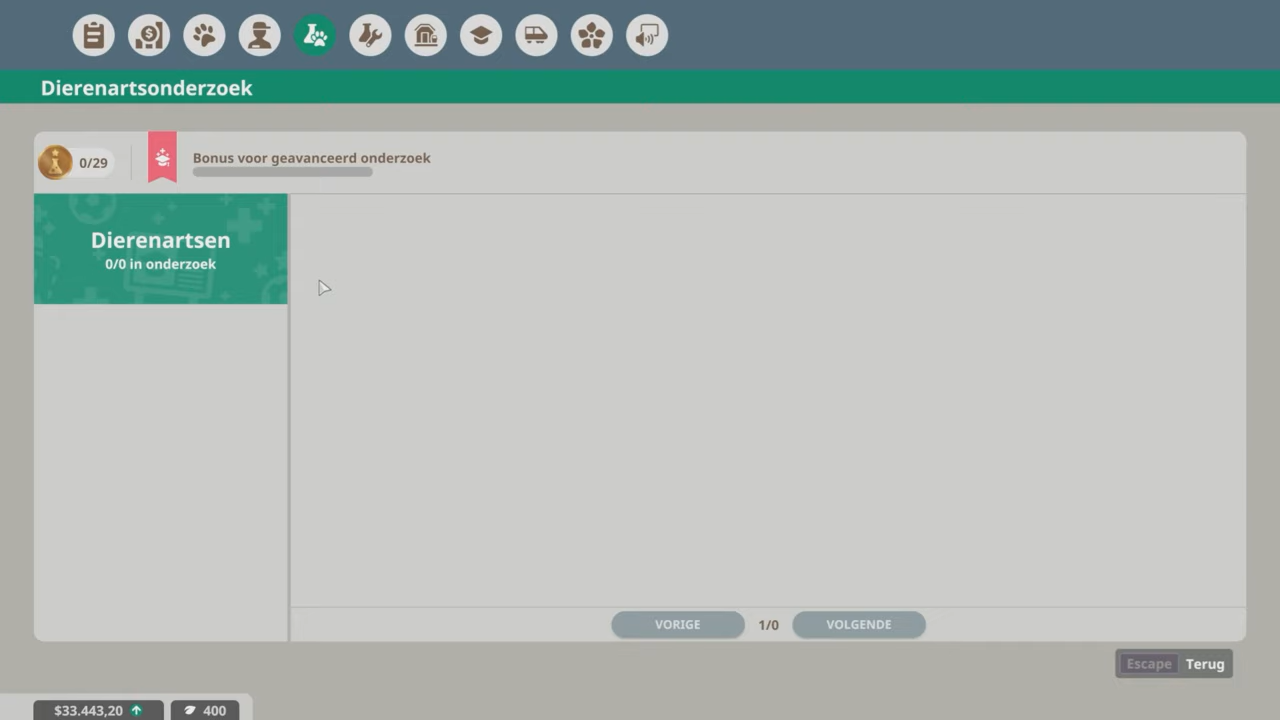 Dierenartsonderzoek
0/29
Bonus voor geavanceerd onderzoek
Dierenartsen
0/0 in onderzoek
VORIGE
1/0
VOLGENDE
Escape
Terug
$33.443,20
400